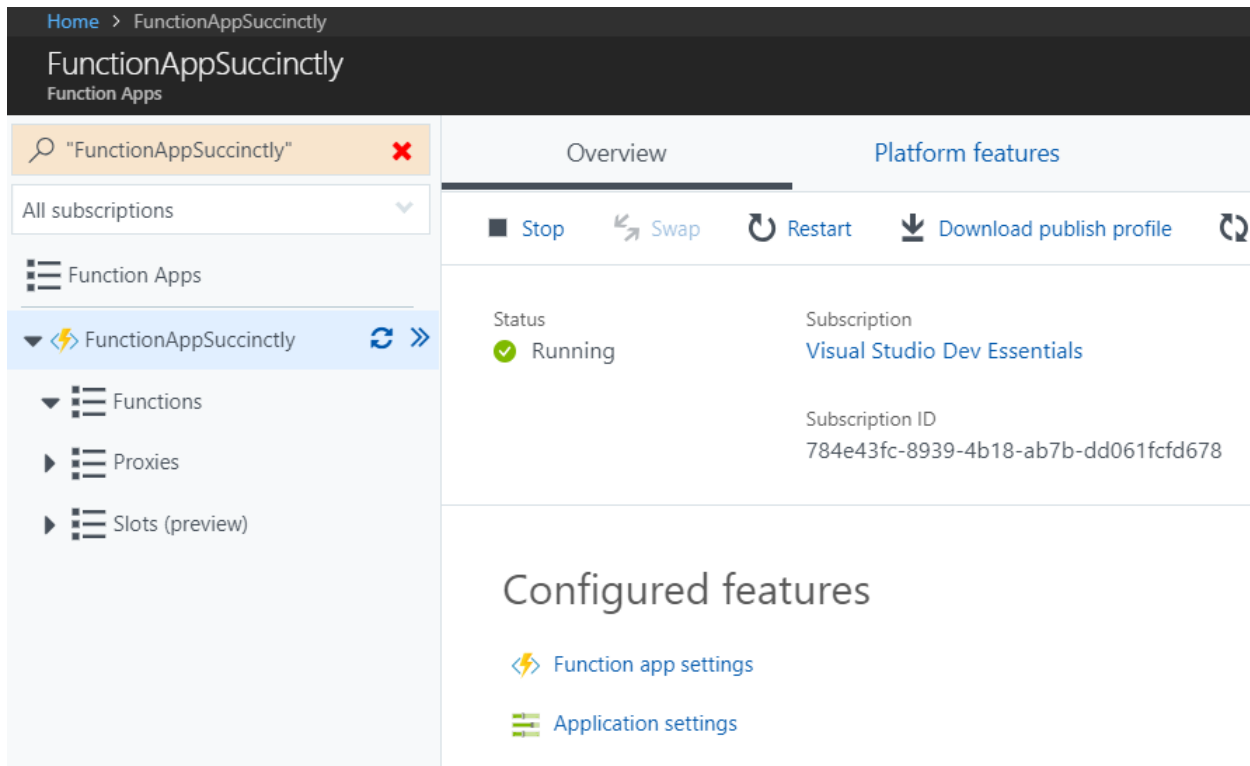 Home > FunctionAppSuccinctly
FunctionAppSuccinctly
Function Apps
"FunctionAppSuccinctly"
All subscriptions
Function Apps
FunctionAppSuccinctly
Functions
Proxies
Slots (preview)
Overview Platform features
Stop Swap Restart Download publish profile
Status Subscription
Running Visual Studio Dev Essentials
Subscription ID
784e43fc-8939-4b18-ab7b-dd061fcfd678
Configured features
Function app settings
Application settings